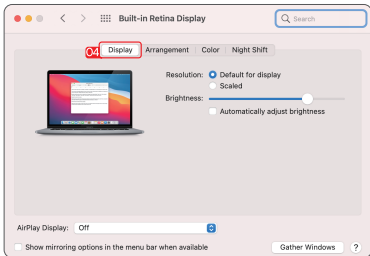 Built-in Retina Display
Search
04 Display Arrangement Color Night Shift
Resolution: Default for display
Scaled
Brightness:
Automatically adjust brightness
AirPlay Display: Off
Show mirroring options in the menu bar when available
Gather Windows ?